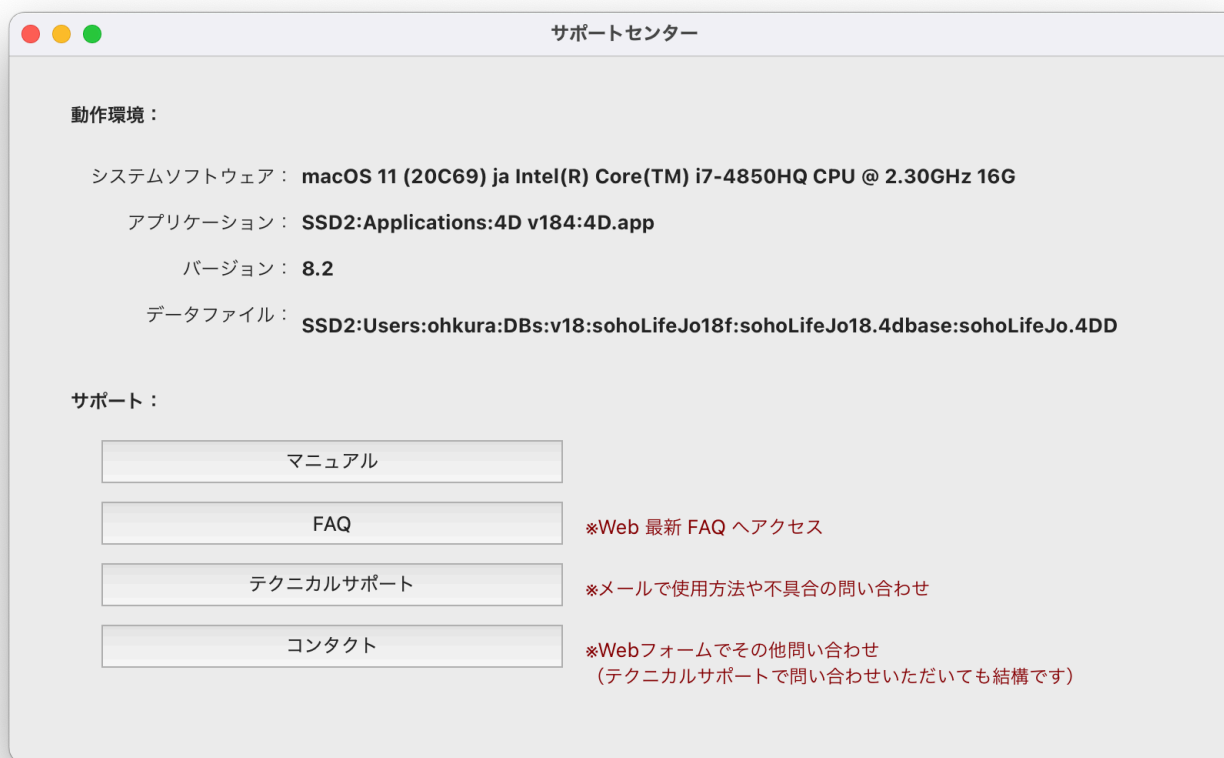 サポートセンター
動作環境：
システムソフトウェア： macOS 11 (20C69) ja Intel(R) Core(TM) i7-4850HQ CPU @ 2.30GHz 16G
アプリケーション： SSD2:Applications:4D v184:4D.app
バージョン： 8.2
データファイル： SSD2:Users:ohkura:DBs:v18:sohoLifeJo18f:sohoLifeJo18.4dbase:sohoLifeJo.4DD
サポート：
マニュアル
FAQ ※Web 最新 FAQ へアクセス
テクニカルサポート ※メールで使用方法や不具合の問い合わせ
コンタクト ※Webフォームでその他問い合わせ
（テクニカルサポートで問い合わせいただいても結構です）